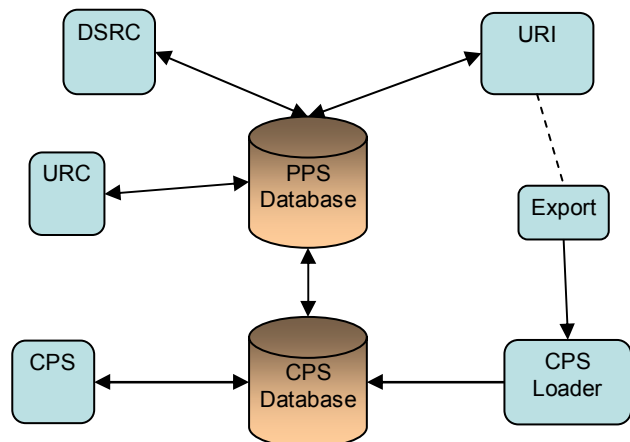 DSRC
URI
URC
PPS
Database
Export
CPS
CPS
Database
CPS
Loader